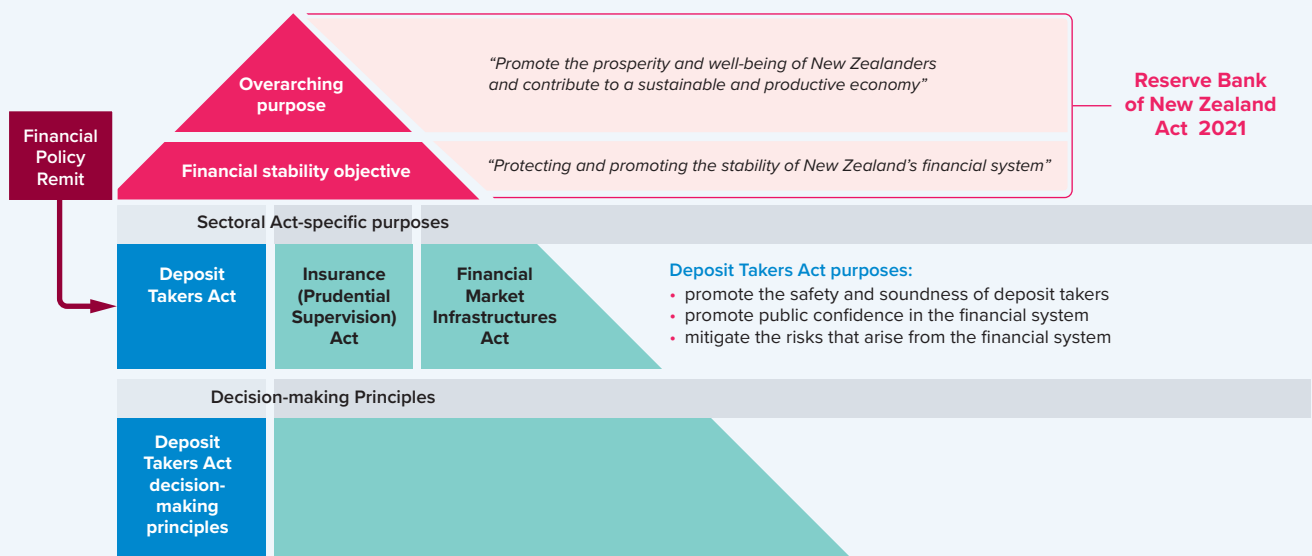 Overarching
purpose
“Promote the prosperity and well-being of New Zealanders
and contribute to a sustainable and productive economy”
Reserve Bank
of New Zealand
Act 2021
Financial
Policy
Remit
Financial stability objective
“Protecting and promoting the stability of New Zealand’s financial system”
Sectoral Act-specific purposes
Deposit
Takers Act
Insurance
(Prudential
Supervision)
Act
Financial
Market
Infrastructures
Act
Deposit Takers Act purposes:
• promote the safety and soundness of deposit takers
• promote public confidence in the financial system
• mitigate the risks that arise from the financial system
Decision-making Principles
Deposit
Takers Act
decision-
making
principles